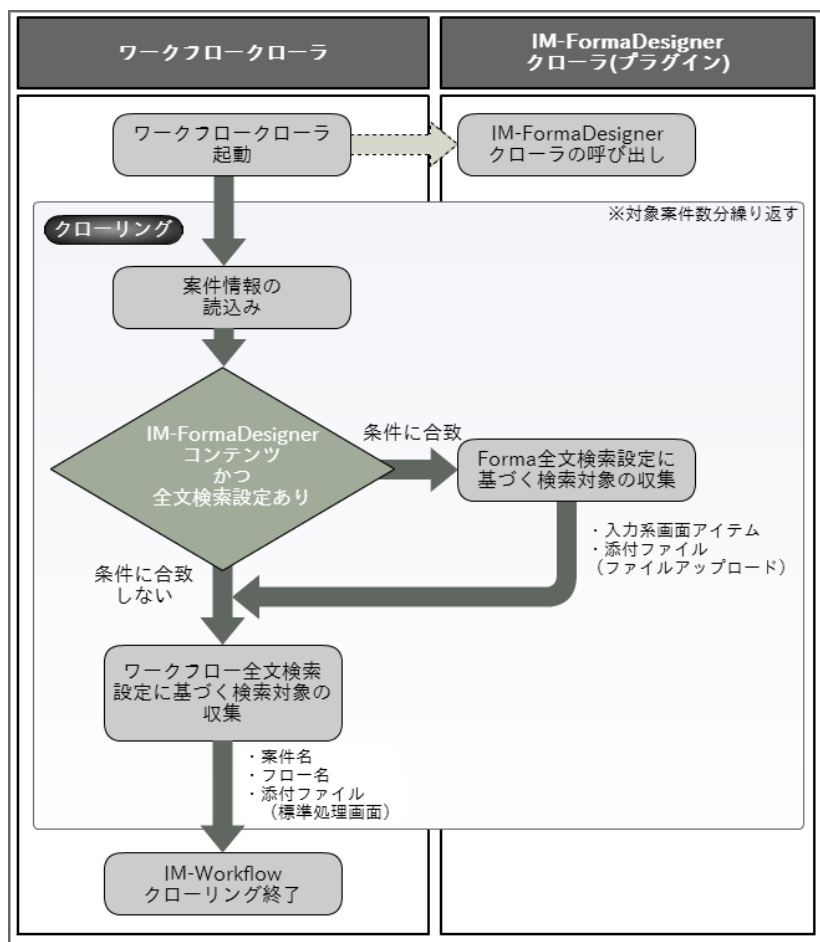 ワークフロークローラ
IM-FormaDesigner
クローラ(プラグイン)
ワークフロークローラ
起動
IM-FormaDesigner
クローラの呼び出し
※対象案件数分繰り返す
クローリング
案件情報の
読込み
IM-FormaDesigner
コンテンツ
かつ
全文検索設定あり
条件に合致
Forma全文検索設定に
基づく検索対象の収集
・入力系画面アイテム
・添付ファイル
（ファイルアップロード）
条件に合致
しない
ワークフロー全文検索
設定に基づく検索対象の
収集
・案件名
・フロー名
・添付ファイル
（標準処理画面）
IM-Workflow
クローリング終了